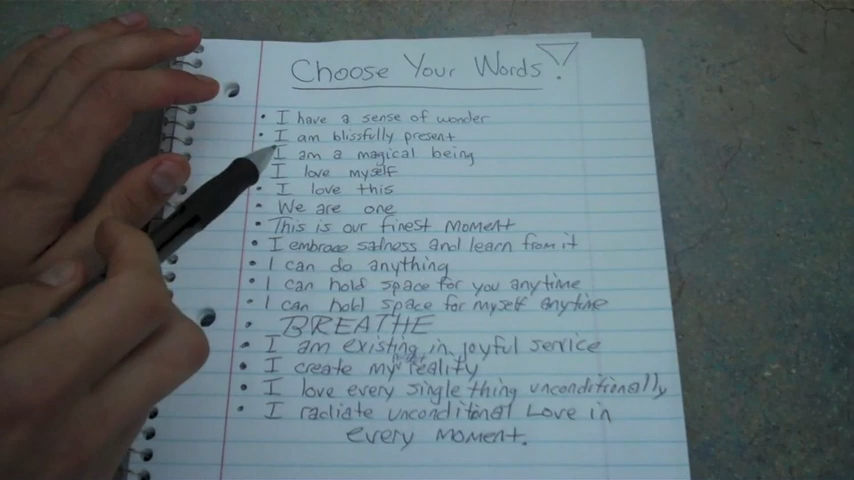 Choose Your Words!
• I have a sense of wonder
• I am blissfully present
I am a magical being
I love myself
• I love this
• We are one
• This is our finest moment
• I embrace sadness and learn from it
• I can do anything
• I can hold space for you anytime
• I can hold space for myself anytime
• BREATHE
• I am existing in joyful service
• I create my reality
• I love every single thing unconditionally
• I radiate unconditional Love in
every moment.